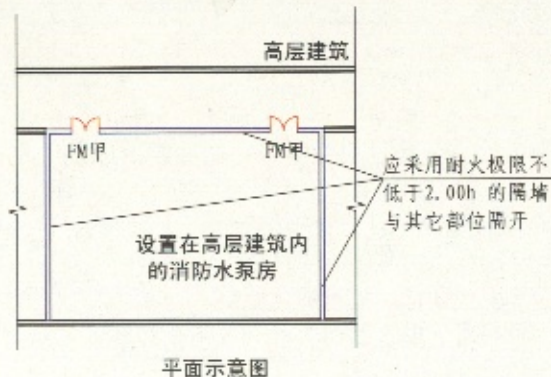 高层建筑
FM甲
FM甲
应采用耐火极限不
低于2.00h 的隔墙
与其它部位隔开
设置在高层建筑内
的消防水泵房
平面示意图